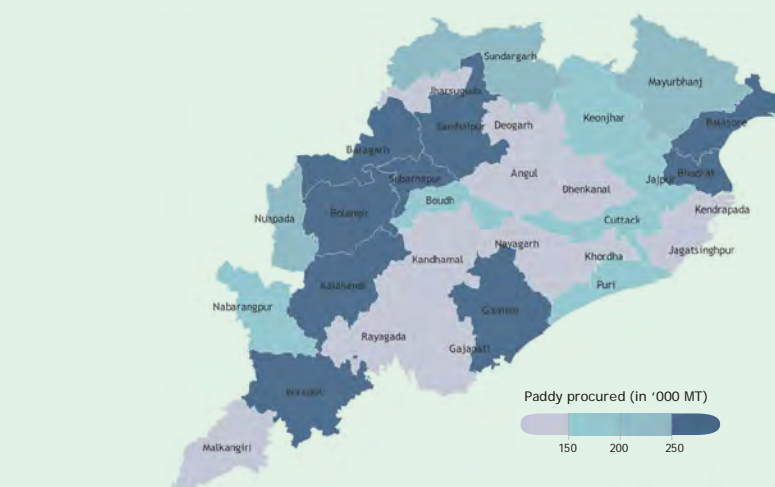 Sundargarh
Mayurbhanj
Jharsuguda
Keonjhar
Balasore
Sambalpur
Deogarh
Baragarh
Angul
Bhadrak
Subarnapur
Jajpur
Dhenkanal
Boudh
Kendrapada
Bolangir
Nuapada
Cuttack
Nayagarh
Jagatsinghpur
Kandhamal
Khordha
Kalahandi
Puri
Nabarangpur
Ganjam
Rayagada
Gajapati
Koraput
Malkangiri
Paddy procured (in ‘000 MT)
150 200 250